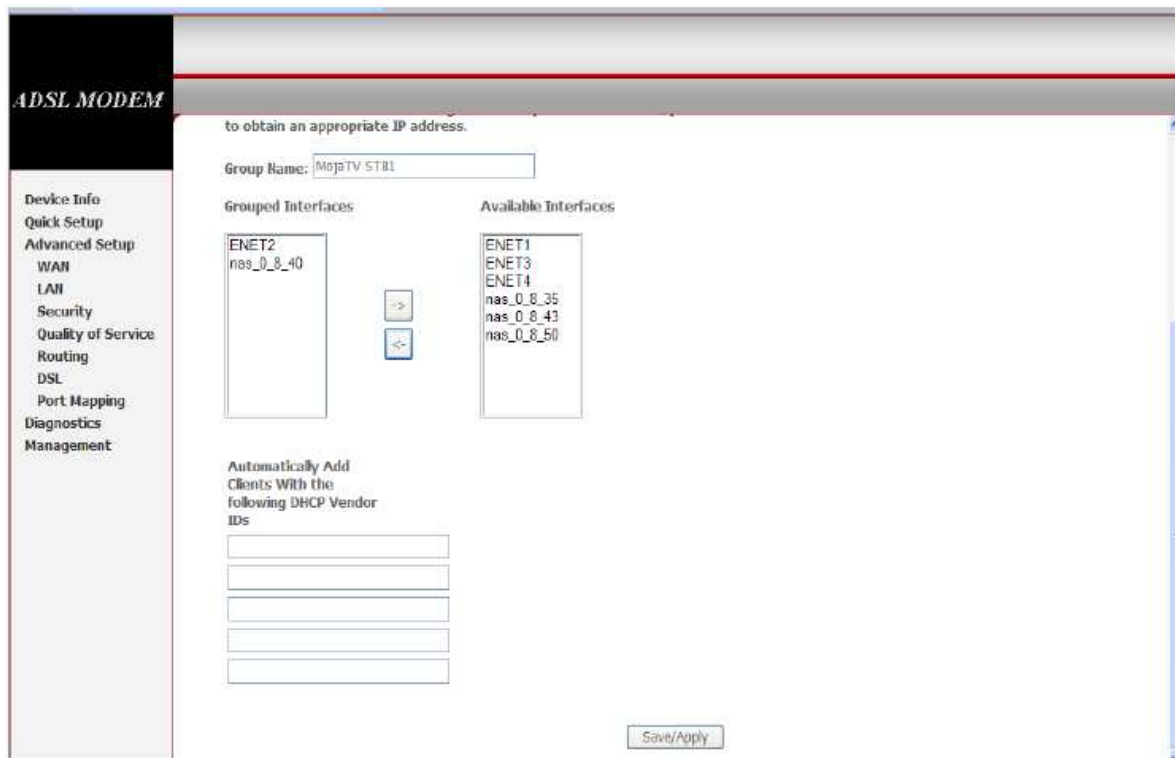 ADSL MODEM
to obtain an appropriate IP address.
Group Name: MojaTV STB1
Device Info
Quick Setup
Advanced Setup
WAN
LAN
Security
Quality of Service
Routing
DSL
Port Mapping
Diagnostics
Management
Grouped Interfaces
ENET2
nas_0_8_40
->
<-
Available Interfaces
ENET1
ENET3
ENET4
nas_0_8_35
nas_0_8_43
nas_0_8_50
Automatically Add
Clients With the
following DHCP Vendor
IDs
Save/Apply